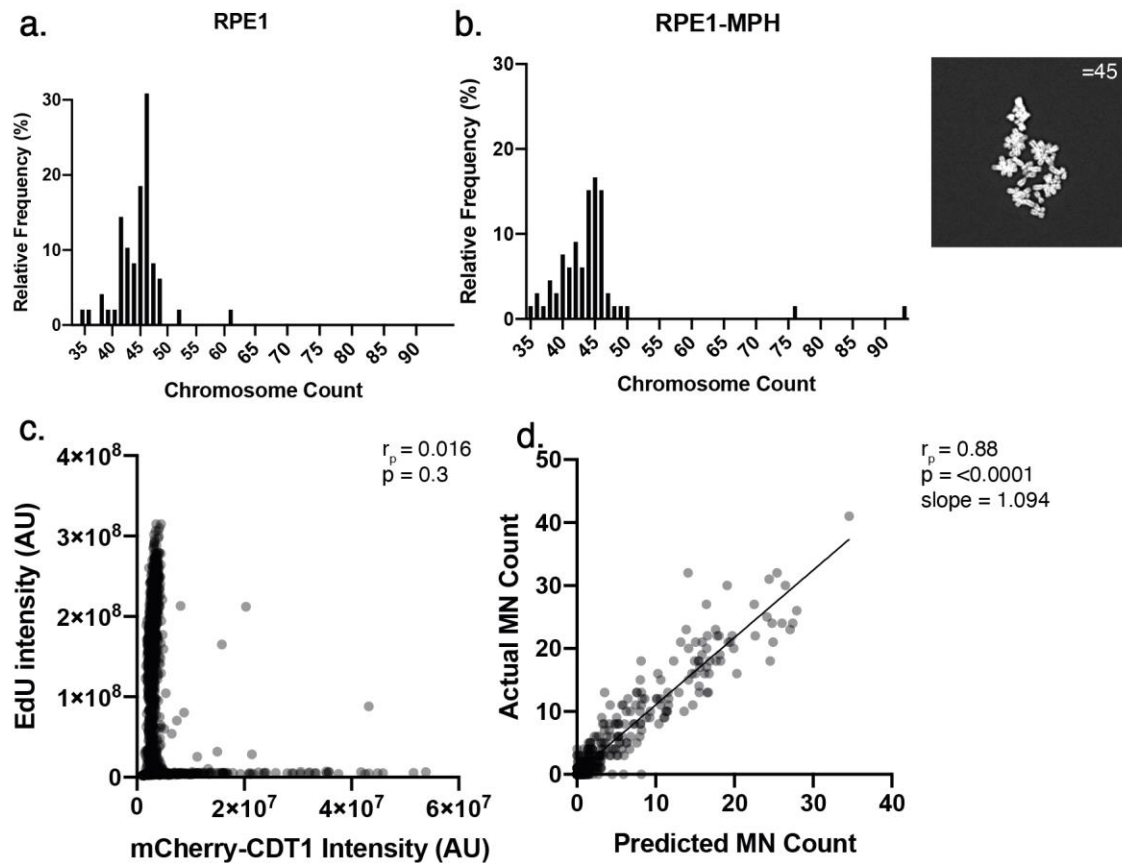 a.
RPE1
Relative Frequency (%)
30
20
10
0
35 40 45 50 60 65 70 75 80 85 90
Chromosome Count
b.
RPE1-MPH
Relative Frequency (%)
30
20
10
0
35 40 45 50 55 60 65 70 75 80 85 90
Chromosome Count
=45
c.
r_p = 0.016
p = 0.3
EdU intensity (AU)
4×10⁸
3×10⁸
2×10⁸
1×10⁸
0
0 2×10⁷ 4×10⁷ 6×10⁷
mCherry-CDT1 Intensity (AU)
d.
r_p = 0.88
p = <0.0001
slope = 1.094
Actual MN Count
50
40
30
20
10
0
0 10 20 30 40
Predicted MN Count